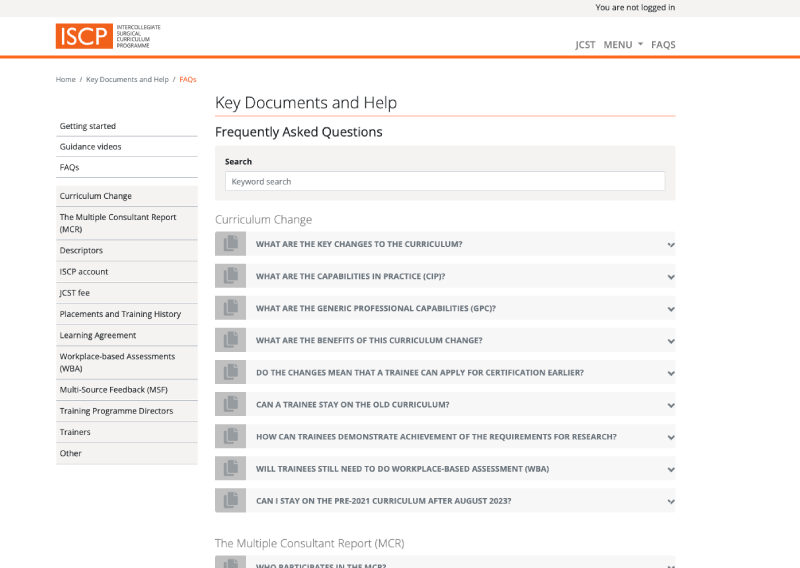 You are not logged in
ISCP
INTERCOLLEGIATE
SURGICAL
CURRICULUM
PROGRAMME
JCST MENU FAQS
Home / Key Documents and Help / FAQs
Getting started
Guidance videos
FAQs
Curriculum Change
The Multiple Consultant Report
(MCR)
Descriptors
ISCP account
JCST fee
Placements and Training History
Learning Agreement
Workplace-based Assessments
(WBA)
Multi-Source Feedback (MSF)
Training Programme Directors
Trainers
Other
Key Documents and Help
Frequently Asked Questions
Search
Keyword search
Curriculum Change
WHAT ARE THE KEY CHANGES TO THE CURRICULUM?
WHAT ARE THE CAPABILITIES IN PRACTICE (CIP)?
WHAT ARE THE GENERIC PROFESSIONAL CAPABILITIES (GPC)?
WHAT ARE THE BENEFITS OF THIS CURRICULUM CHANGE?
DO THE CHANGES MEAN THAT A TRAINEE CAN APPLY FOR CERTIFICATION EARLIER?
CAN A TRAINEE STAY ON THE OLD CURRICULUM?
HOW CAN TRAINEES DEMONSTRATE ACHIEVEMENT OF THE REQUIREMENTS FOR RESEARCH?
WILL TRAINEES STILL NEED TO DO WORKPLACE-BASED ASSESSMENT (WBA)
CAN I STAY ON THE PRE-2021 CURRICULUM AFTER AUGUST 2023?
The Multiple Consultant Report (MCR)
WHO PARTICIPATES IN THE MCR?